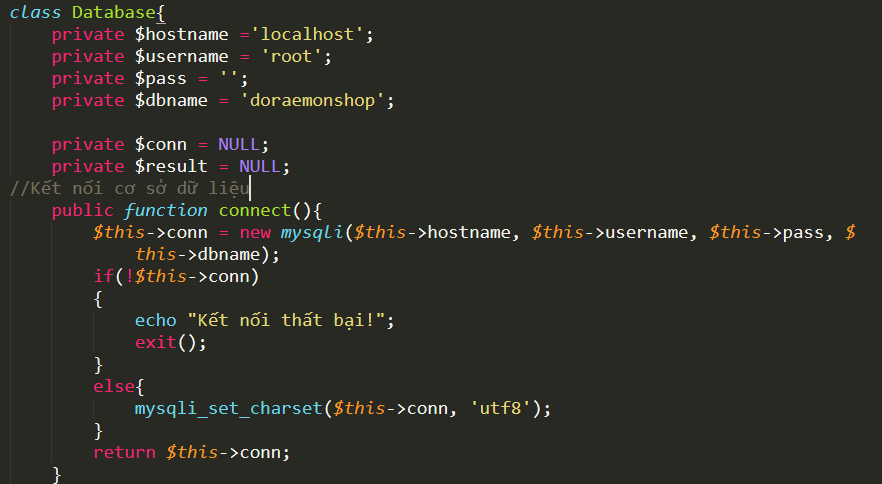 class Database{
    private $hostname ='localhost';
    private $username = 'root';
    private $pass = '';
    private $dbname = 'doraemonshop';

    private $conn = NULL;
    private $result = NULL;
//Kết nối cơ sở dữ liệu
    public function connect(){
        $this->conn = new mysqli($this->hostname, $this->username, $this->pass, $
            this->dbname);
        if(!$this->conn)
        {
            echo "Kết nối thất bại!";
            exit();
        }
        else{
            mysqli_set_charset($this->conn, 'utf8');
        }
        return $this->conn;
    }